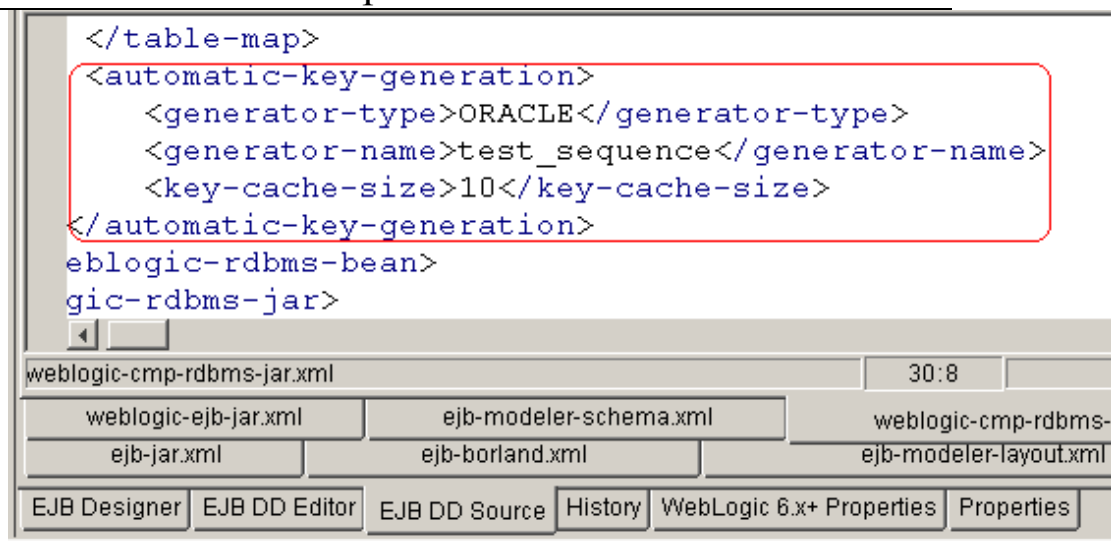 </table-map>
<automatic-key-generation>
<generator-type>ORACLE</generator-type>
<generator-name>test_sequence</generator-name>
<key-cache-size>10</key-cache-size>
</automatic-key-generation>
eblogic-rdbms-bean>
gic-rdbms-jar>
weblogic-cmp-rdbms-jar.xml 30:8
weblogic-ejb-jar.xml ejb-modeler-schema.xml weblogic-cmp-rdbms-
ejb-jar.xml ejb-borland.xml ejb-modeler-layout.xml
EJB Designer EJB DD Editor EJB DD Source History WebLogic 6.x+ Properties Properties